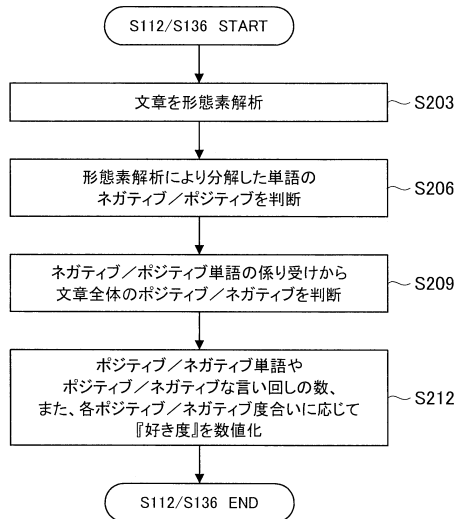 S112/S136 START
文章を形態素解析
S203
形態素解析により分解した単語の
ネガティブ／ポジティブを判断
S206
ネガティブ／ポジティブ単語の係り受けから
文章全体のポジティブ／ネガティブを判断
S209
ポジティブ／ネガティブ単語や
ポジティブ／ネガティブな言い回しの数、
また、各ポジティブ／ネガティブ度合いに応じて
『好き度』を数値化
S212
S112/S136 END